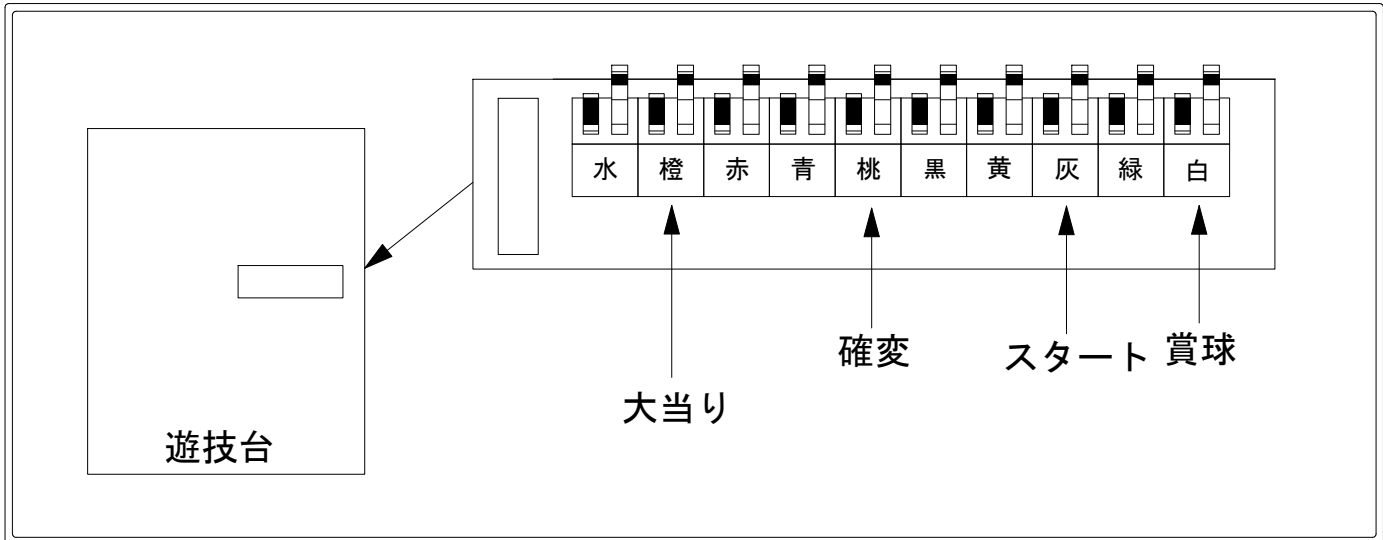 水 橙 赤 青 桃 黒 黄 灰 緑 白
確変 スタート 賞球
大当り
遊技台